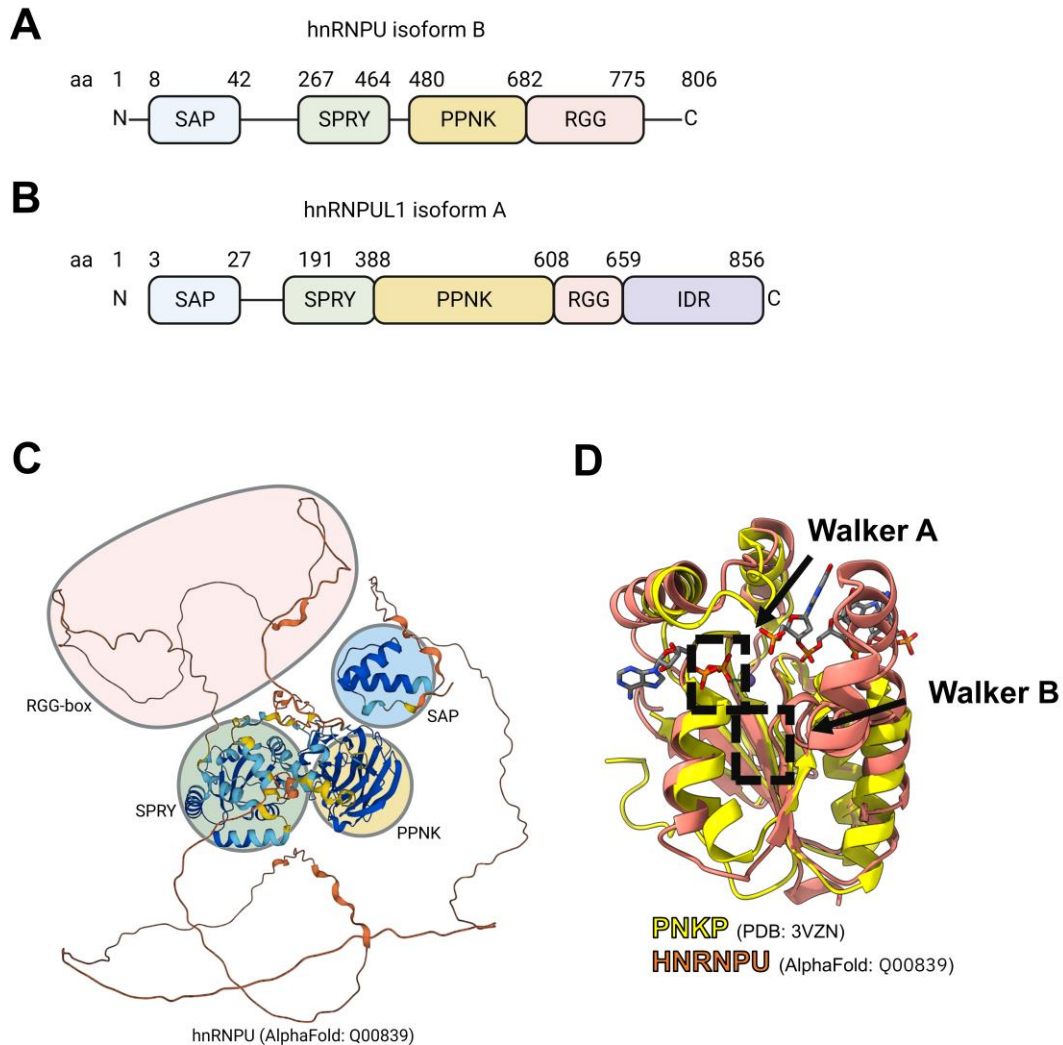 A
hnRNPU isoform B
aa 1 8 42 267 464 480 682 775 806
N SAP SPRY PPNK RGG C
B
hnRNPUL1 isoform A
aa 1 3 27 191 388 608 659 856
N SAP SPRY PPNK RGG IDR C
C
RGG-box
SAP
SPRY
PPNK
hnRNPU (AlphaFold: Q00839)
D
Walker A
Walker B
PNKP (PDB: 3VZN)
HNRNPU (AlphaFold: Q00839)